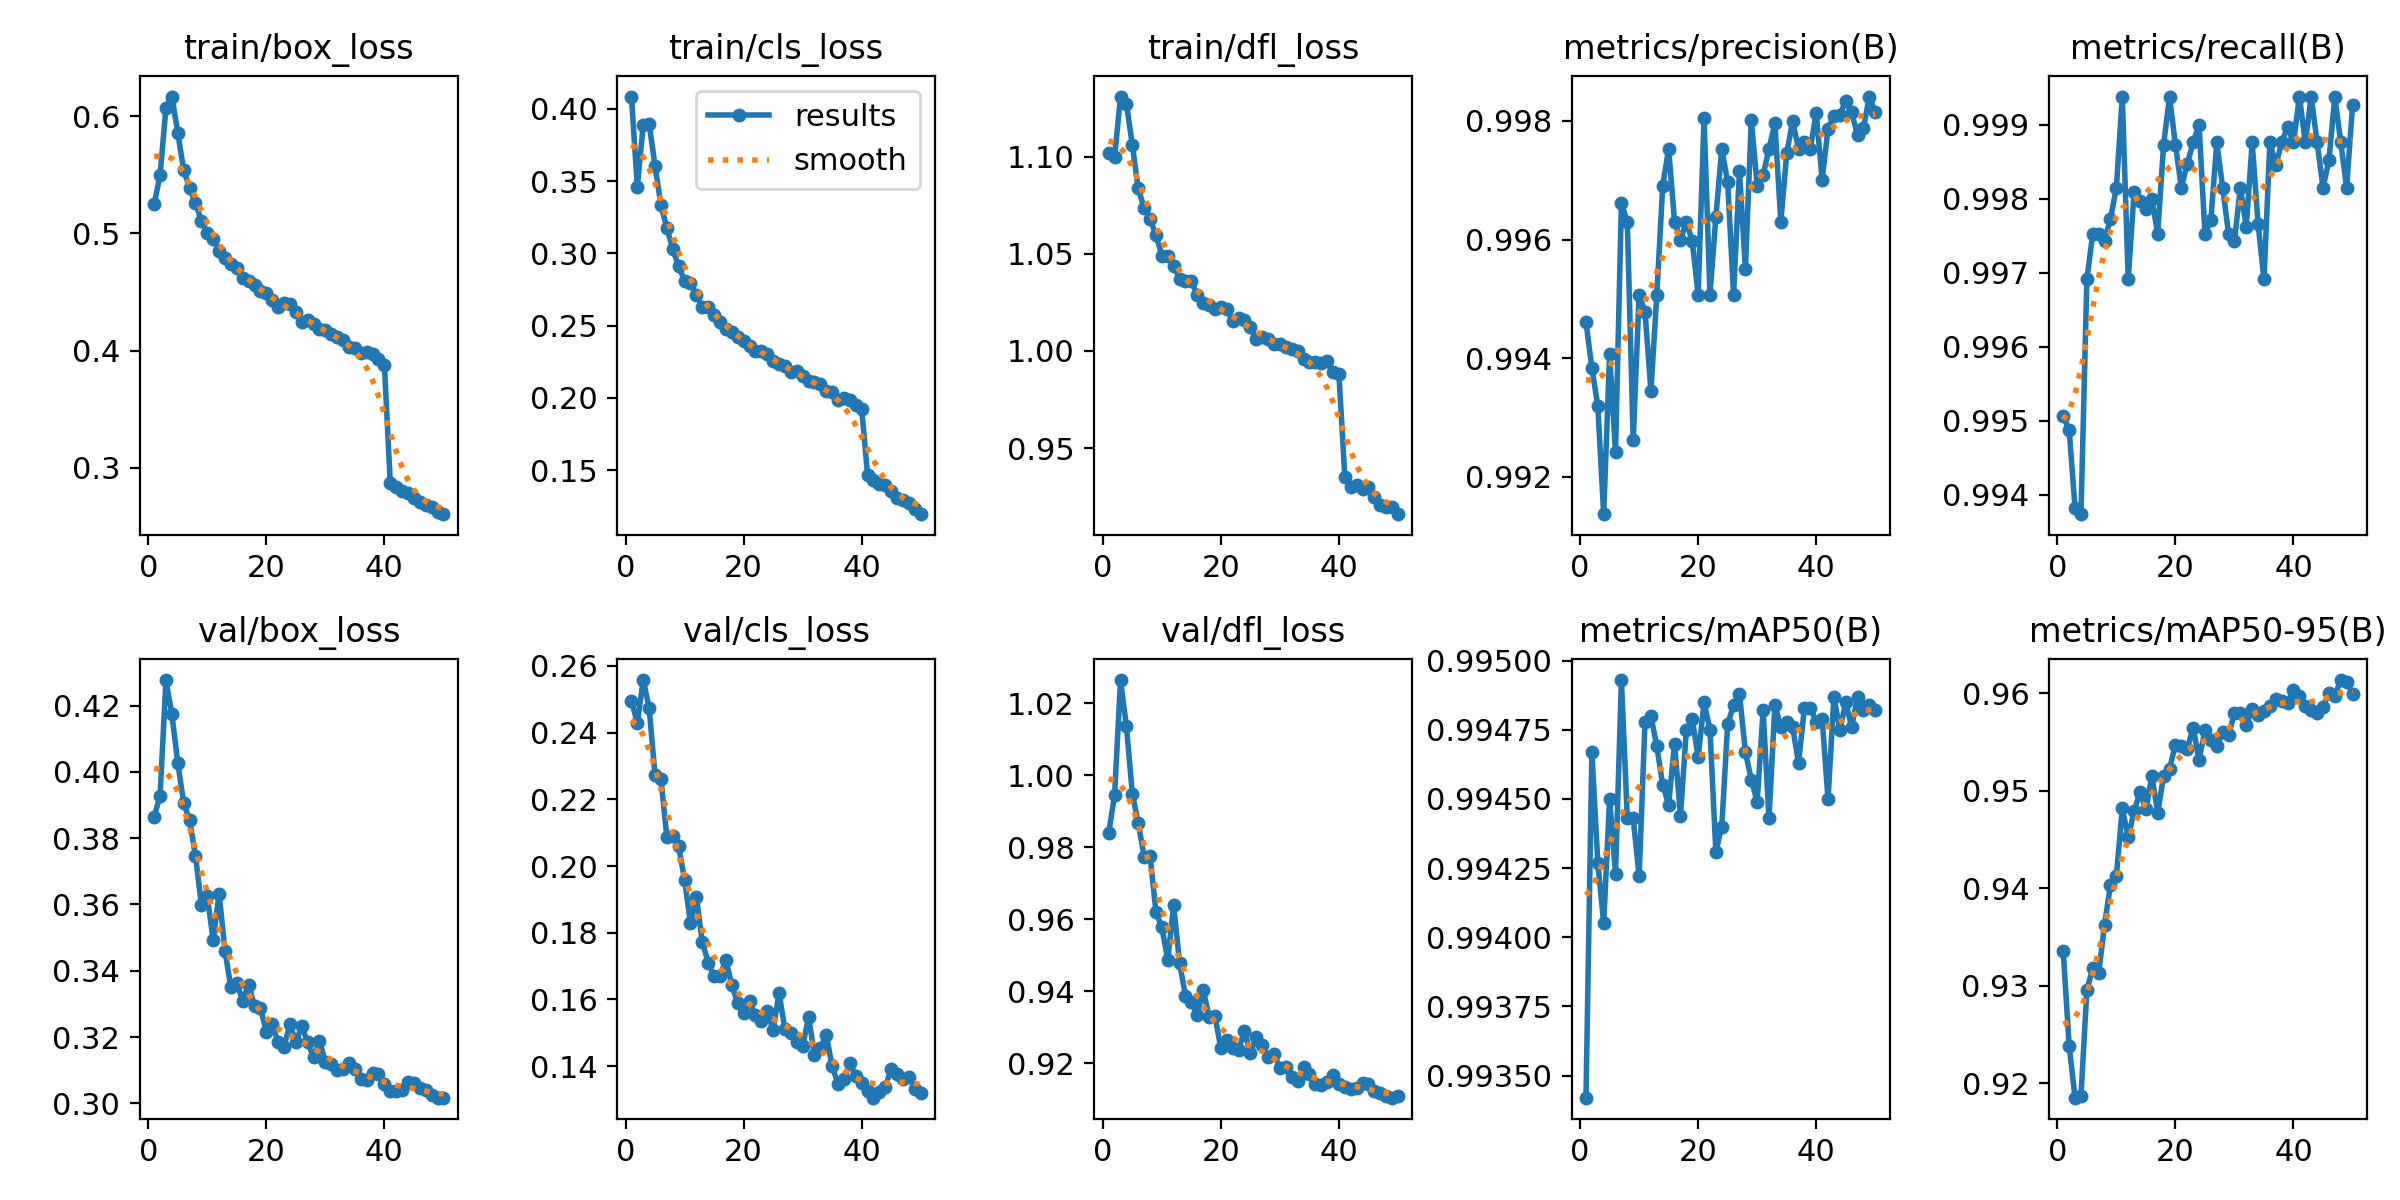 train/box_loss
0.6
0.5
0.4
0.3
0 20 40
train/cls_loss
results
smooth
0.40
0.35
0.30
0.25
0.20
0.15
0 20 40
train/dfl_loss
1.10
1.05
1.00
0.95
0 20 40
metrics/precision(B)
0.998
0.996
0.994
0.992
0 20 40
metrics/recall(B)
0.999
0.998
0.997
0.996
0.995
0.994
0 20 40
val/box_loss
0.42
0.40
0.38
0.36
0.34
0.32
0.30
0 20 40
val/cls_loss
0.26
0.24
0.22
0.20
0.18
0.16
0.14
0 20 40
val/dfl_loss
1.02
1.00
0.98
0.96
0.94
0.92
0 20 40
metrics/mAP50(B)
0.99500
0.99475
0.99450
0.99425
0.99400
0.99375
0.99350
0 20 40
metrics/mAP50-95(B)
0.96
0.95
0.94
0.93
0.92
0 20 40